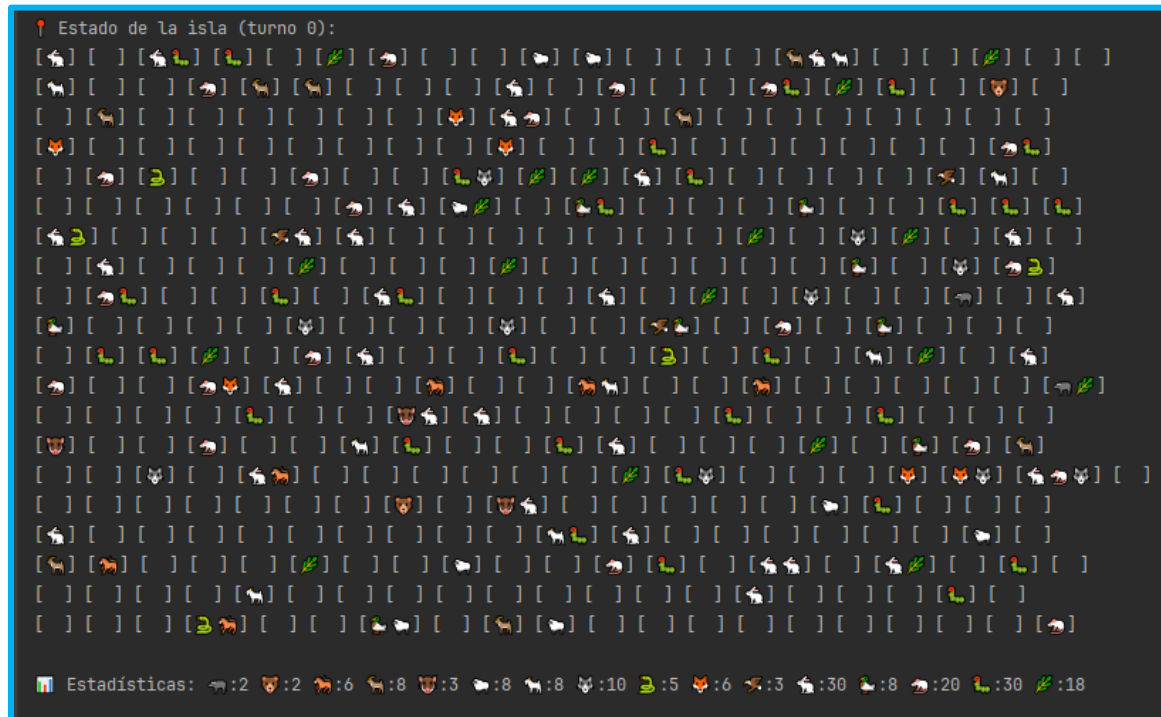 📍 Estado de la isla (turno 0):
📊 Estadísticas: 🐗:2 🐻:2 🐎:6 🦌:8 🐭:3 🐑:8 🐐:8 🐺:10 🐍:5 🦊:6 🦅:3 🐇:30 🦆:8 🐁:20 🐛:30 🌿:18